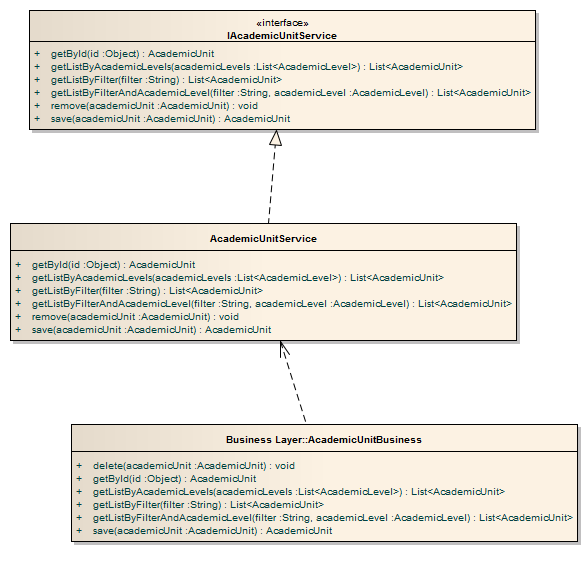 «interface»
IAcademicUnitService
+ getById(id :Object) : AcademicUnit
+ getListByAcademicLevels(academicLevels :List<AcademicLevel>) : List<AcademicUnit>
+ getListByFilter(filter :String) : List<AcademicUnit>
+ getListByFilterAndAcademicLevel(filter :String, academicLevel :AcademicLevel) : List<AcademicUnit>
+ remove(academicUnit :AcademicUnit) : void
+ save(academicUnit :AcademicUnit) : AcademicUnit
AcademicUnitService
+ getById(id :Object) : AcademicUnit
+ getListByAcademicLevels(academicLevels :List<AcademicLevel>) : List<AcademicUnit>
+ getListByFilter(filter :String) : List<AcademicUnit>
+ getListByFilterAndAcademicLevel(filter :String, academicLevel :AcademicLevel) : List<AcademicUnit>
+ remove(academicUnit :AcademicUnit) : void
+ save(academicUnit :AcademicUnit) : AcademicUnit
Business Layer::AcademicUnitBusiness
+ delete(academicUnit :AcademicUnit) : void
+ getById(id :Object) : AcademicUnit
+ getListByAcademicLevels(academicLevels :List<AcademicLevel>) : List<AcademicUnit>
+ getListByFilter(filter :String) : List<AcademicUnit>
+ getListByFilterAndAcademicLevel(filter :String, academicLevel :AcademicLevel) : List<AcademicUnit>
+ save(academicUnit :AcademicUnit) : AcademicUnit